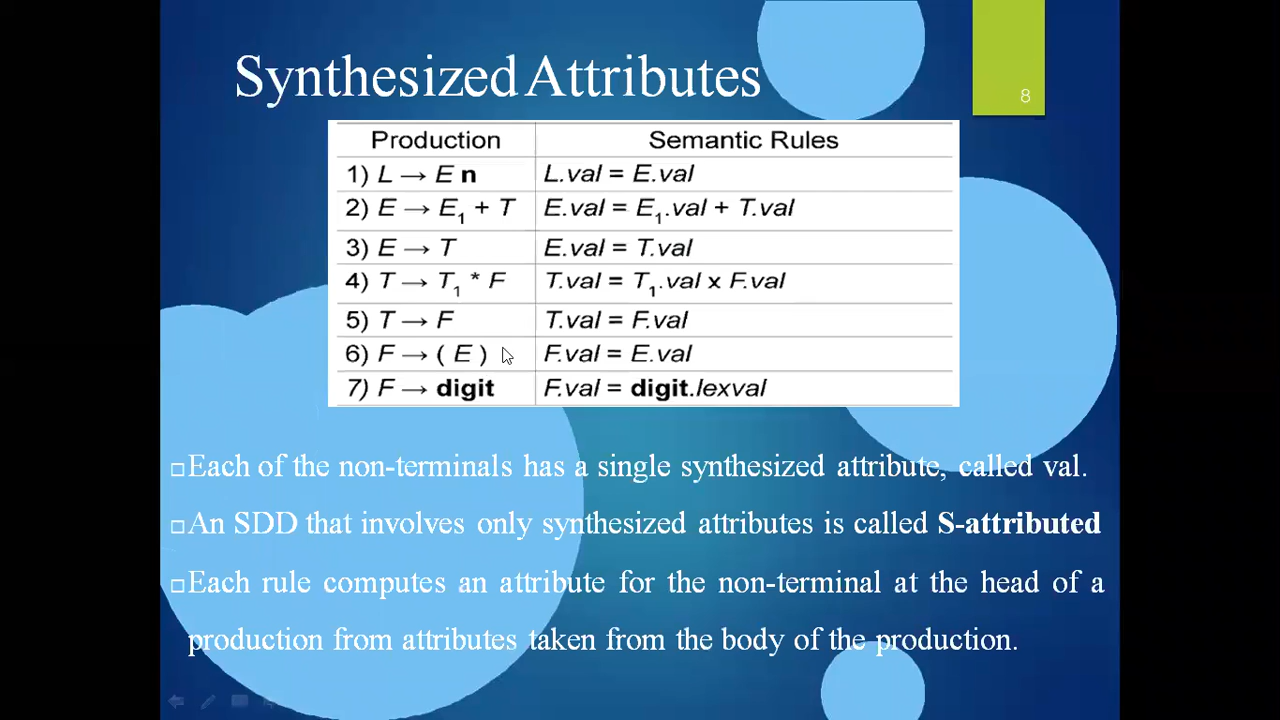 Synthesized Attributes
8
Production Semantic Rules
1) L → E n L.val = E.val
2) E → E₁ + T E.val = E₁.val + T.val
3) E → T E.val = T.val
4) T → T₁ * F T.val = T₁.val x F.val
5) T → F T.val = F.val
6) F → ( E ) F.val = E.val
7) F → digit F.val = digit.lexval
□Each of the non-terminals has a single synthesized attribute, called val.
□An SDD that involves only synthesized attributes is called S-attributed
□Each rule computes an attribute for the non-terminal at the head of a
production from attributes taken from the body of the production.